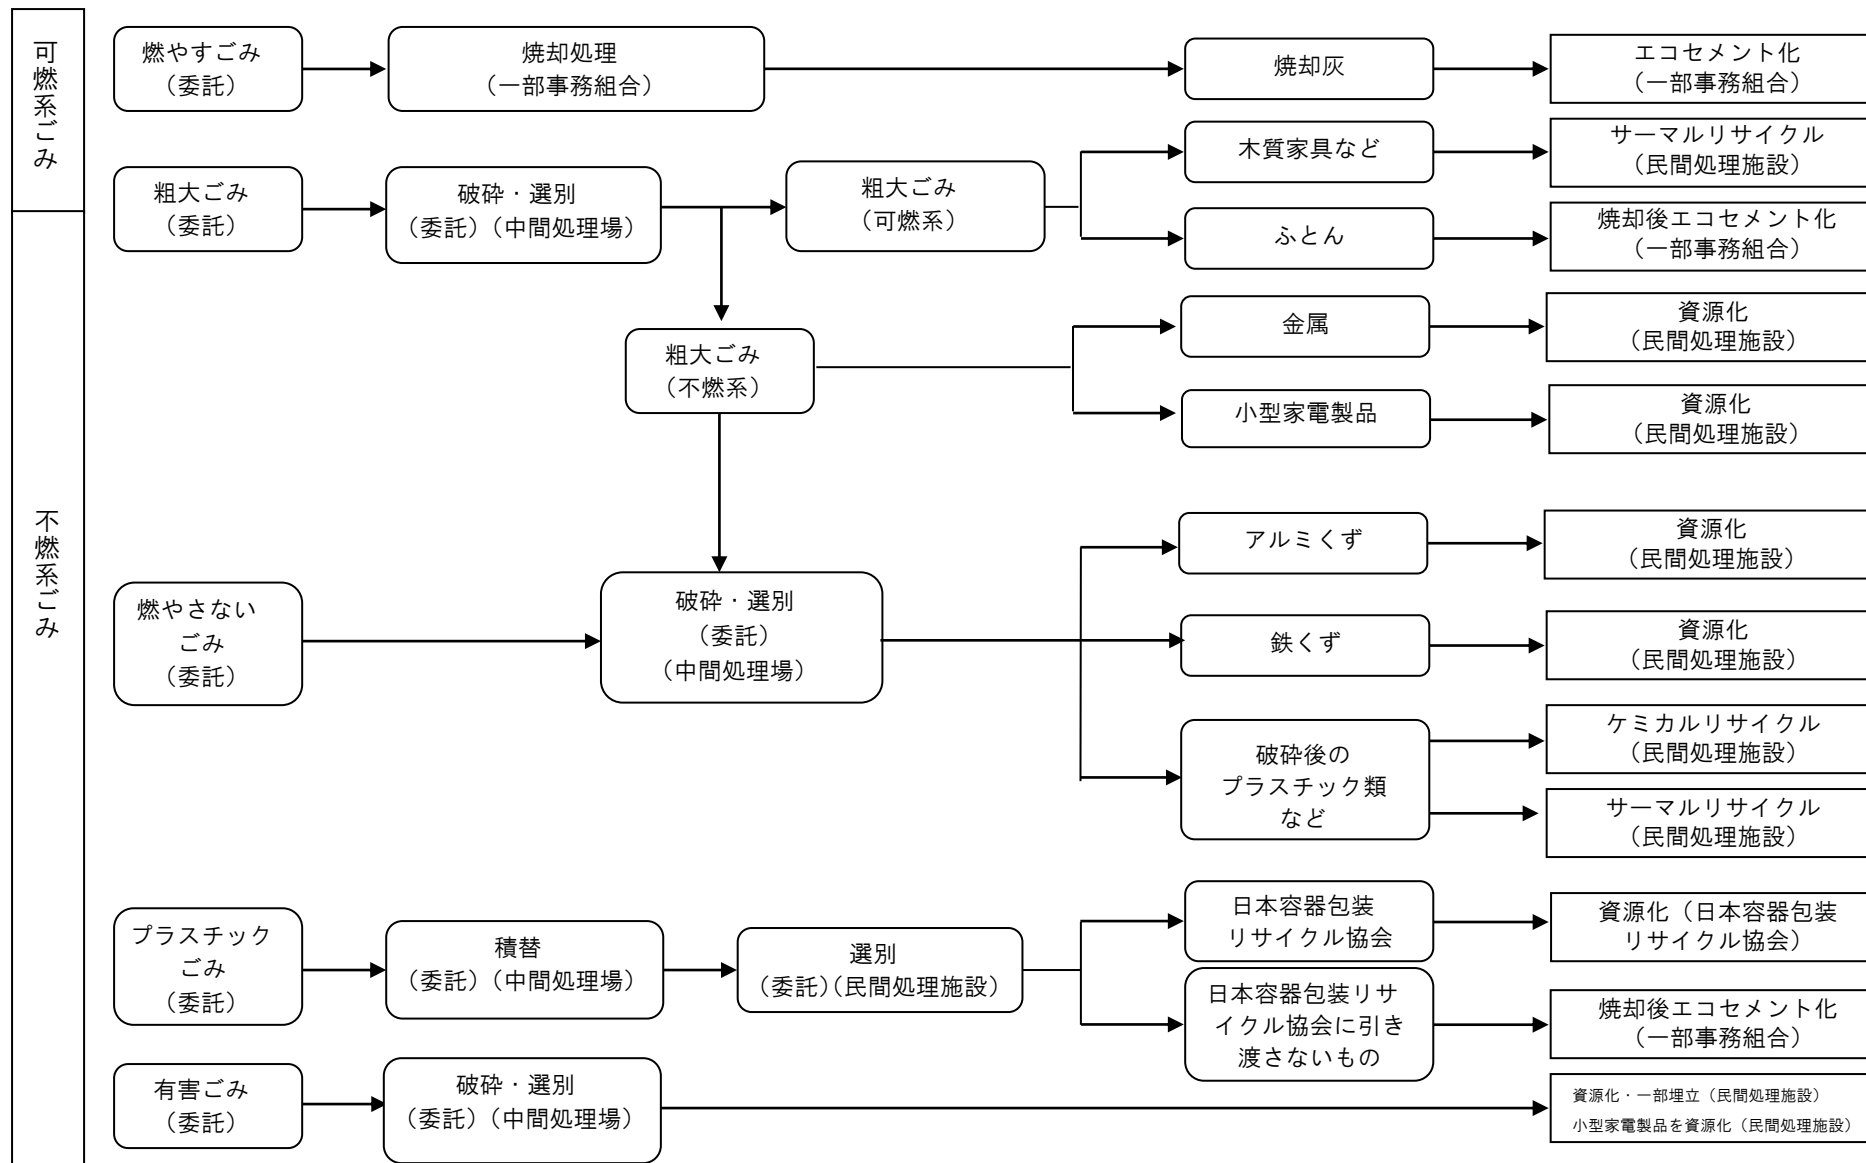 可燃系ごみ
燃やすごみ
（委託）
焼却処理
（一部事務組合）
焼却灰
エコセメント化
（一部事務組合）
粗大ごみ
（委託）
破砕・選別
（委託）（中間処理場）
粗大ごみ
（可燃系）
木質家具など
サーマルリサイクル
（民間処理施設）
ふとん
焼却後エコセメント化
（一部事務組合）
不燃系ごみ
粗大ごみ
（不燃系）
金属
資源化
（民間処理施設）
小型家電製品
資源化
（民間処理施設）
燃やさない
ごみ
（委託）
破砕・選別
（委託）
（中間処理場）
アルミくず
資源化
（民間処理施設）
鉄くず
資源化
（民間処理施設）
破砕後の
プラスチック類
など
ケミカルリサイクル
（民間処理施設）
サーマルリサイクル
（民間処理施設）
プラスチック
ごみ
（委託）
積替
（委託）（中間処理場）
選別
（委託）（民間処理施設）
日本容器包装
リサイクル協会
資源化（日本容器包装
リサイクル協会）
日本容器包装リサ
イクル協会に引き
渡さないもの
焼却後エコセメント化
（一部事務組合）
有害ごみ
（委託）
破砕・選別
（委託）（中間処理場）
資源化・一部埋立（民間処理施設）
小型家電製品を資源化（民間処理施設）